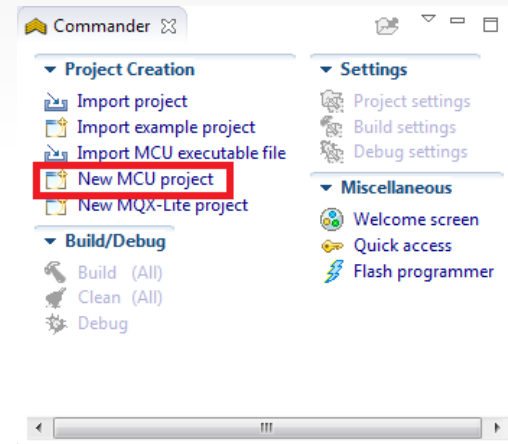 Commander
Project Creation
Import project
Import example project
Import MCU executable file
New MCU project
New MQX-Lite project
Build/Debug
Build (All)
Clean (All)
Debug
Settings
Project settings
Build settings
Debug settings
Miscellaneous
Welcome screen
Quick access
Flash programmer